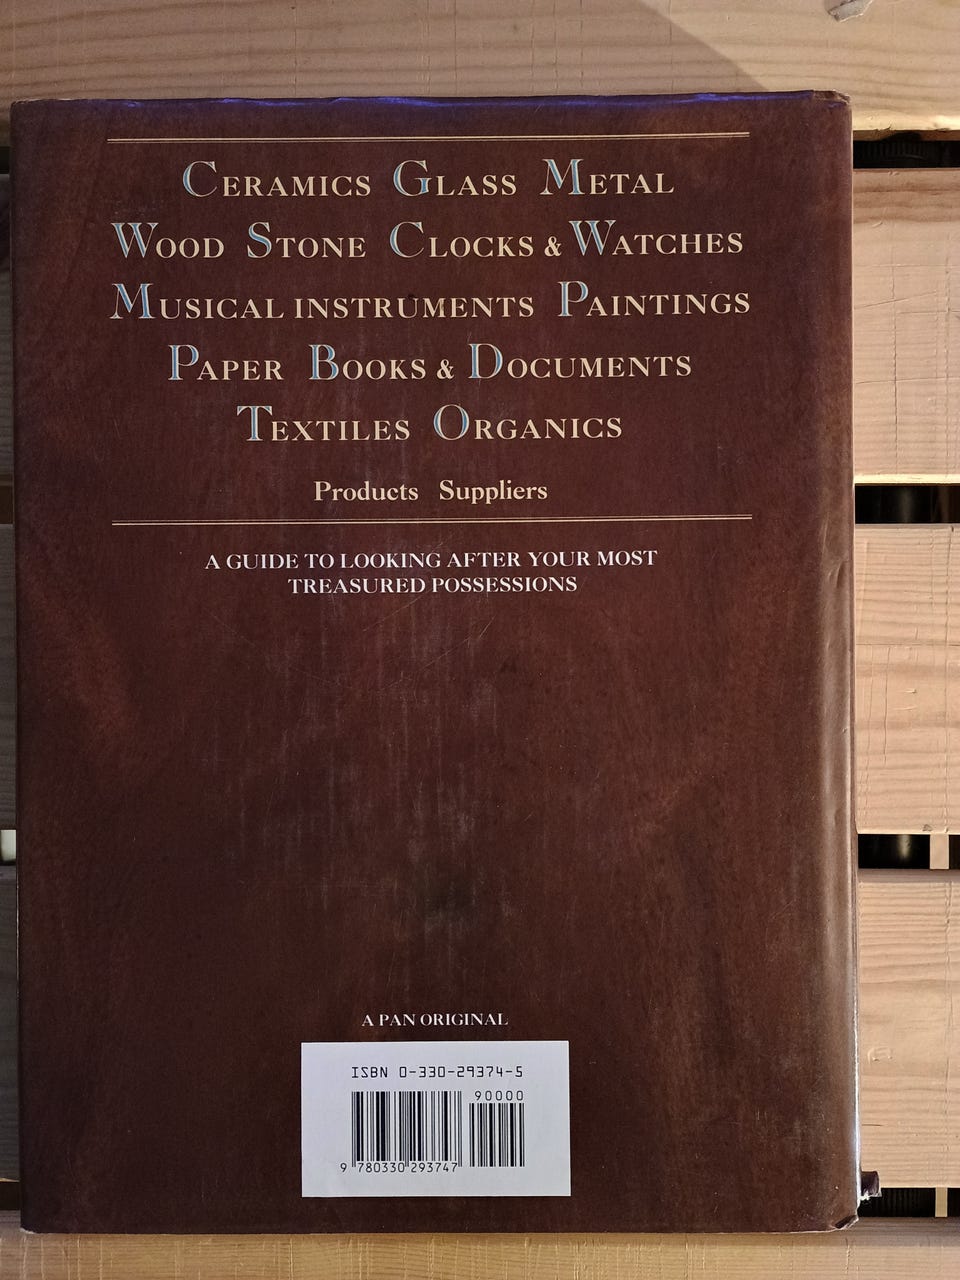 CERAMICS GLASS METAL
WOOD STONE CLOCKS & WATCHES
MUSICAL INSTRUMENTS PAINTINGS
PAPER BOOKS & DOCUMENTS
TEXTILES ORGANICS
Products Suppliers
A GUIDE TO LOOKING AFTER YOUR MOST
TREASURED POSSESSIONS
A PAN ORIGINAL
ISBN 0-330-29374-5
90000
9 780330 293747